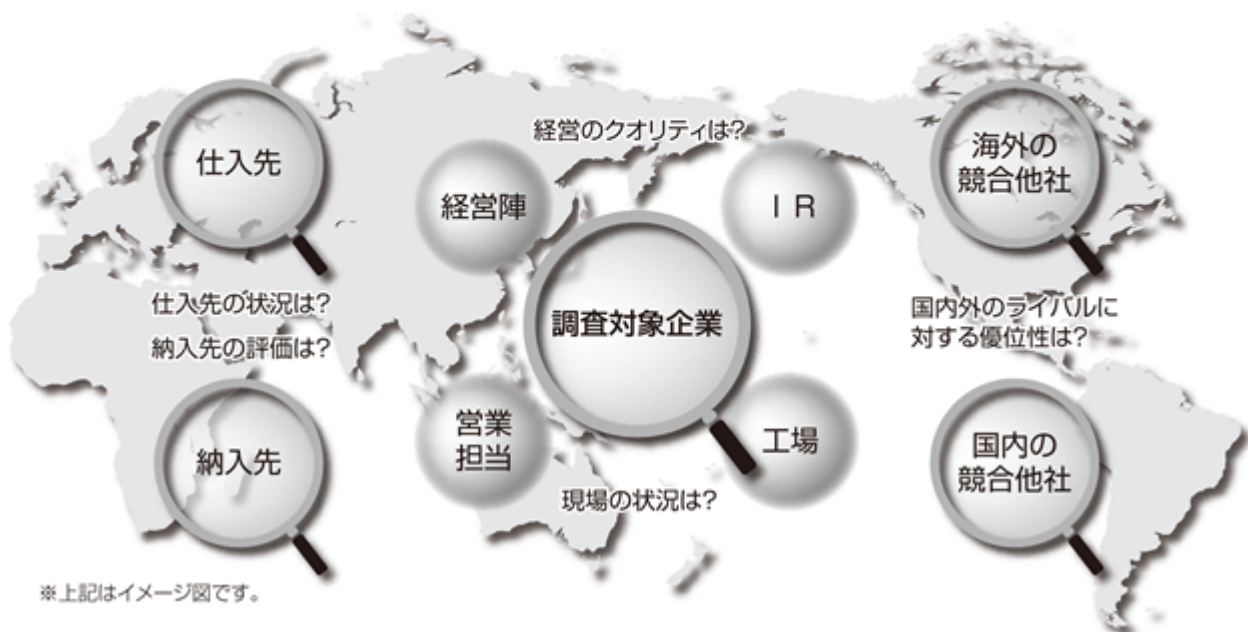 経営のクオリティは?
仕入先
経営陣
I R
海外の
競合他社
調査対象企業
仕入先の状況は?
納入先の評価は?
国内外のライバルに
対する優位性は?
納入先
営業
担当
工場
国内の
競合他社
現場の状況は?
※上記はイメージ図です。